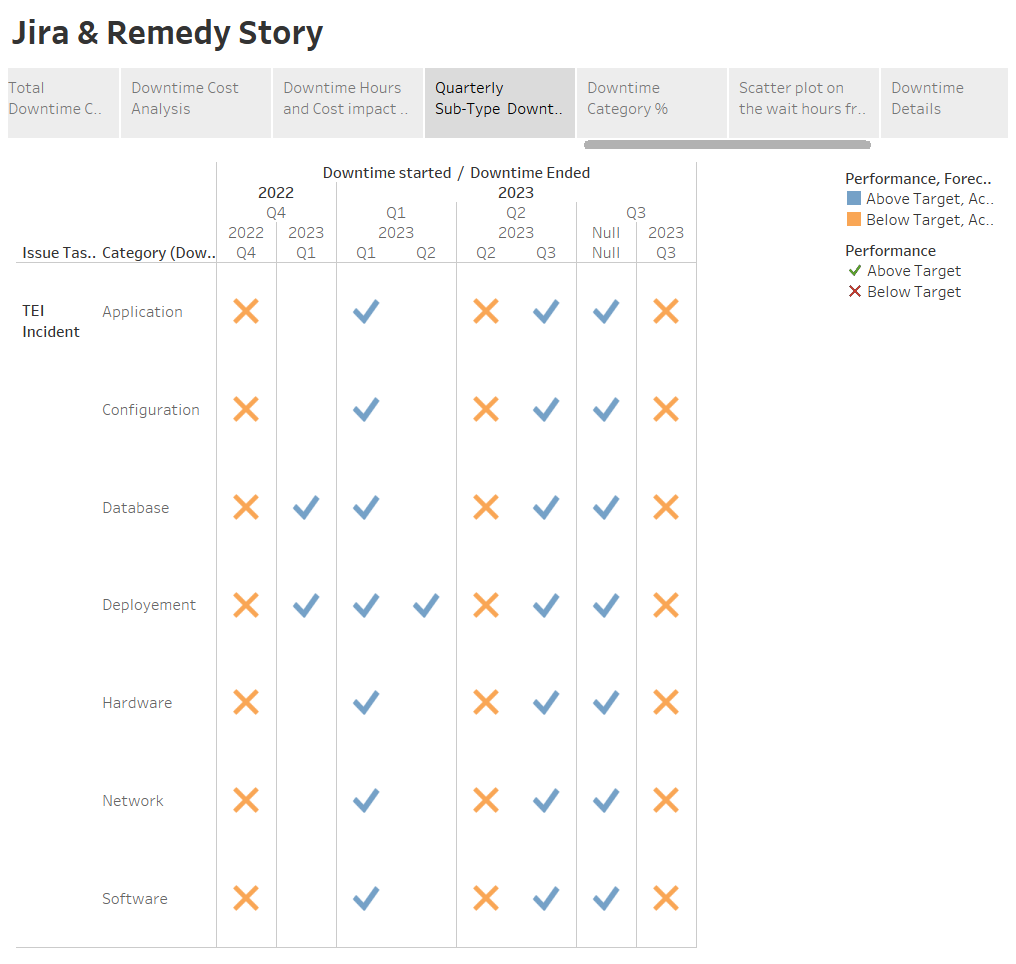 Jira & Remedy Story
Total
Downtime C..
Downtime Cost
Analysis
Downtime Hours
and Cost impact ..
Quarterly
Sub-Type Downt..
Downtime
Category %
Scatter plot on
the wait hours fr..
Downtime
Details
Downtime started / Downtime Ended
2022 2023
Q4 Q1 Q2 Q3
2022 2023 2023 2023 Null 2023
Issue Tas.. Category (Dow.. Q4 Q1 Q1 Q2 Q2 Q3 Null Q3
TEI
Incident
Application
Configuration
Database
Deployement
Hardware
Network
Software
Performance, Forec..
Above Target, Ac..
Below Target, Ac..
Performance
Above Target
Below Target